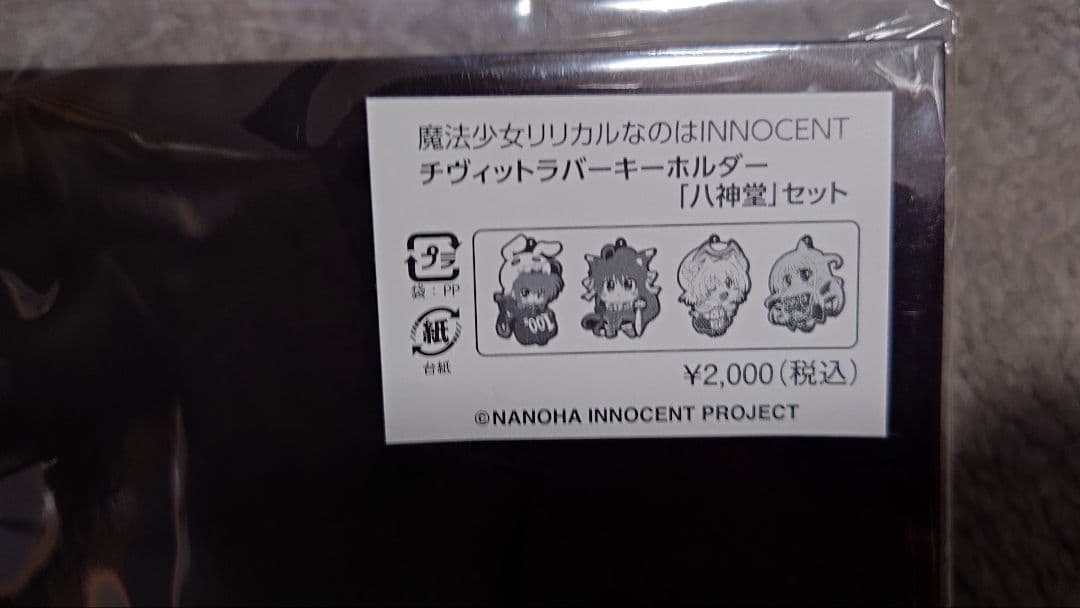 魔法少女リリカルなのはINNOCENT
チヴィットラバーキーホルダー
「八神堂」セット
プラ
袋：PP
紙
台紙
100%
¥2,000（税込）
©NANOHA INNOCENT PROJECT